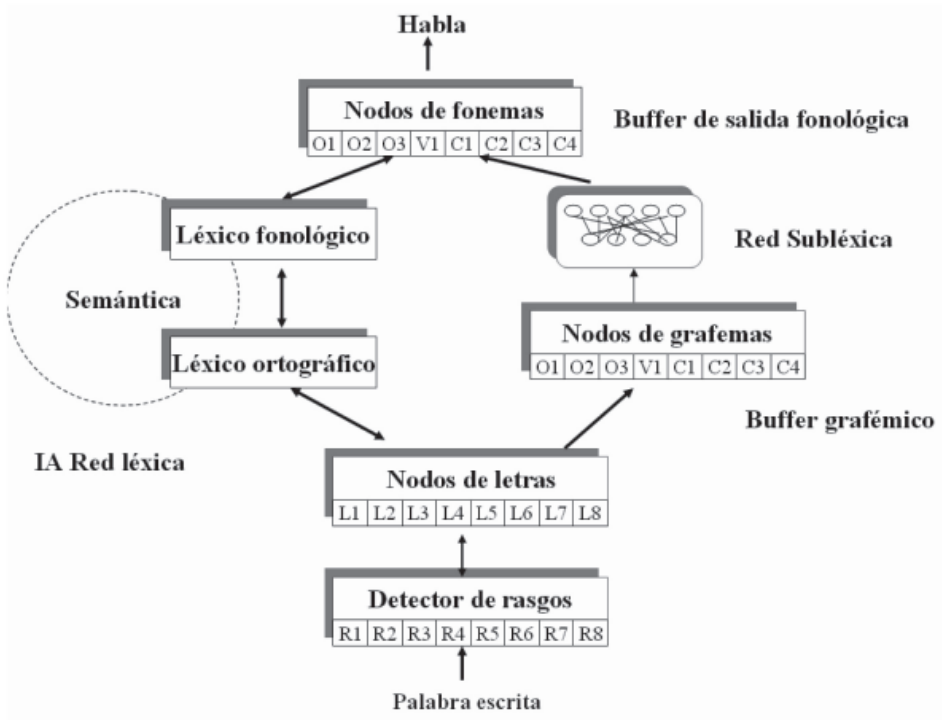 Habla
Nodos de fonemas
O1 O2 O3 V1 C1 C2 C3 C4
Buffer de salida fonológica
Léxico fonológico
Red Subléxica
Semántica
Nodos de grafemas
O1 O2 O3 V1 C1 C2 C3 C4
Léxico ortográfico
Buffer grafémico
IA Red léxica
Nodos de letras
L1 L2 L3 L4 L5 L6 L7 L8
Detector de rasgos
R1 R2 R3 R4 R5 R6 R7 R8
Palabra escrita